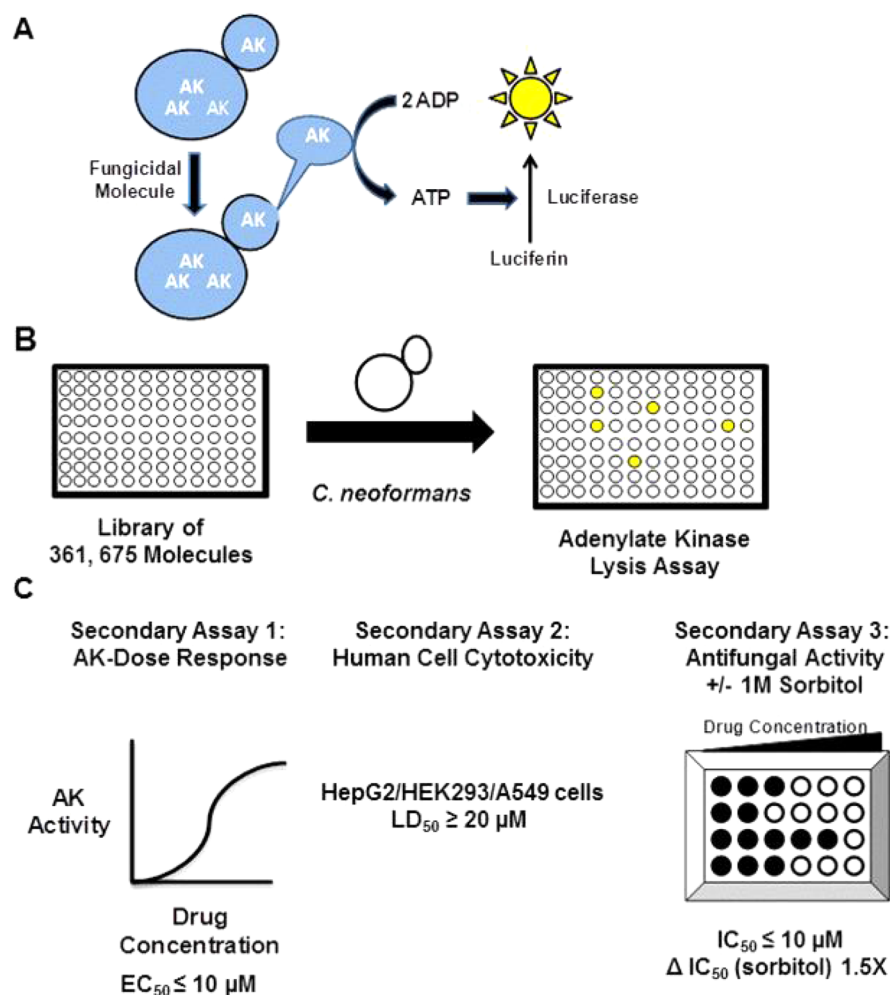 A
AK
AK
AK AK
Fungicidal
Molecule
AK
AK
AK
AK AK
2 ADP
ATP
Luciferase
Luciferin
B
Library of
361, 675 Molecules
C. neoformans
Adenylate Kinase
Lysis Assay
C
Secondary Assay 1:
AK-Dose Response
AK
Activity
Drug
Concentration
EC50 ≤ 10 µM
Secondary Assay 2:
Human Cell Cytotoxicity
HepG2/HEK293/A549 cells
LD50 ≥ 20 µM
Secondary Assay 3:
Antifungal Activity
+/- 1M Sorbitol
Drug Concentration
IC50 ≤ 10 µM
Δ IC50 (sorbitol) 1.5X